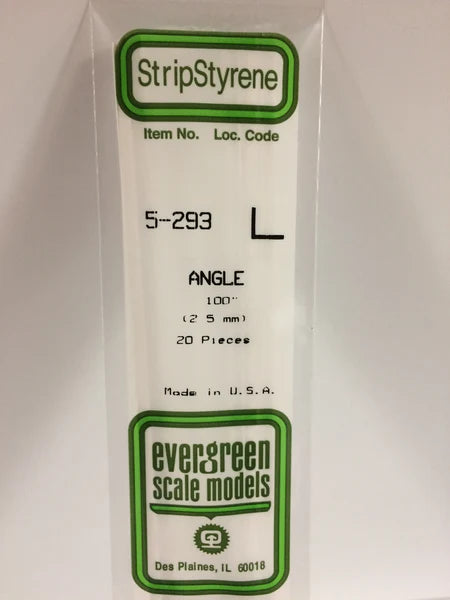 StripStyrene
Item No. Loc. Code
5-293 L
ANGLE
100"
(2 5 mm)
20 Pieces
Made in U.S.A.
evergreen
scale models
Des Plaines, IL 60018